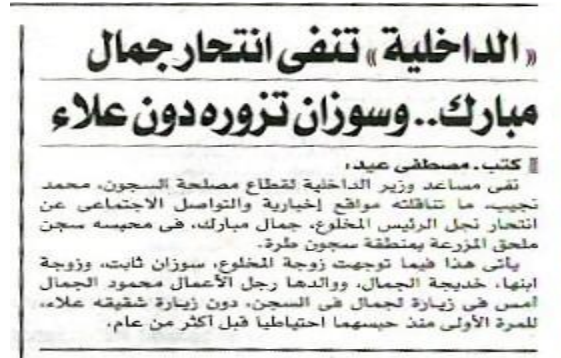 «الداخلية» تنفى انتحار جمال
مبارك.. وسوزان تزوره دون علاء
كتب ـ مصطفى عيد:
نفى مساعد وزير الداخلية لقطاع مصلحة السجون، محمد
نجيب، ما تناقلته مواقع إخبارية والتواصل الاجتماعى عن
انتحار نجل الرئيس المخلوع، جمال مبارك، فى محبسه سجن
ملحق المزرعة بمنطقة سجون طرة.
يأتى هذا فيما توجهت زوجة المخلوع، سوزان ثابت، وزوجة
ابنها، خديجة الجمال، ووالدها رجل الأعمال محمود الجمال
أمس فى زيارة لجمال فى السجن، دون زيارة شقيقه علاء،
للمرة الأولى منذ حبسهما احتياطيا قبل أكثر من عام.